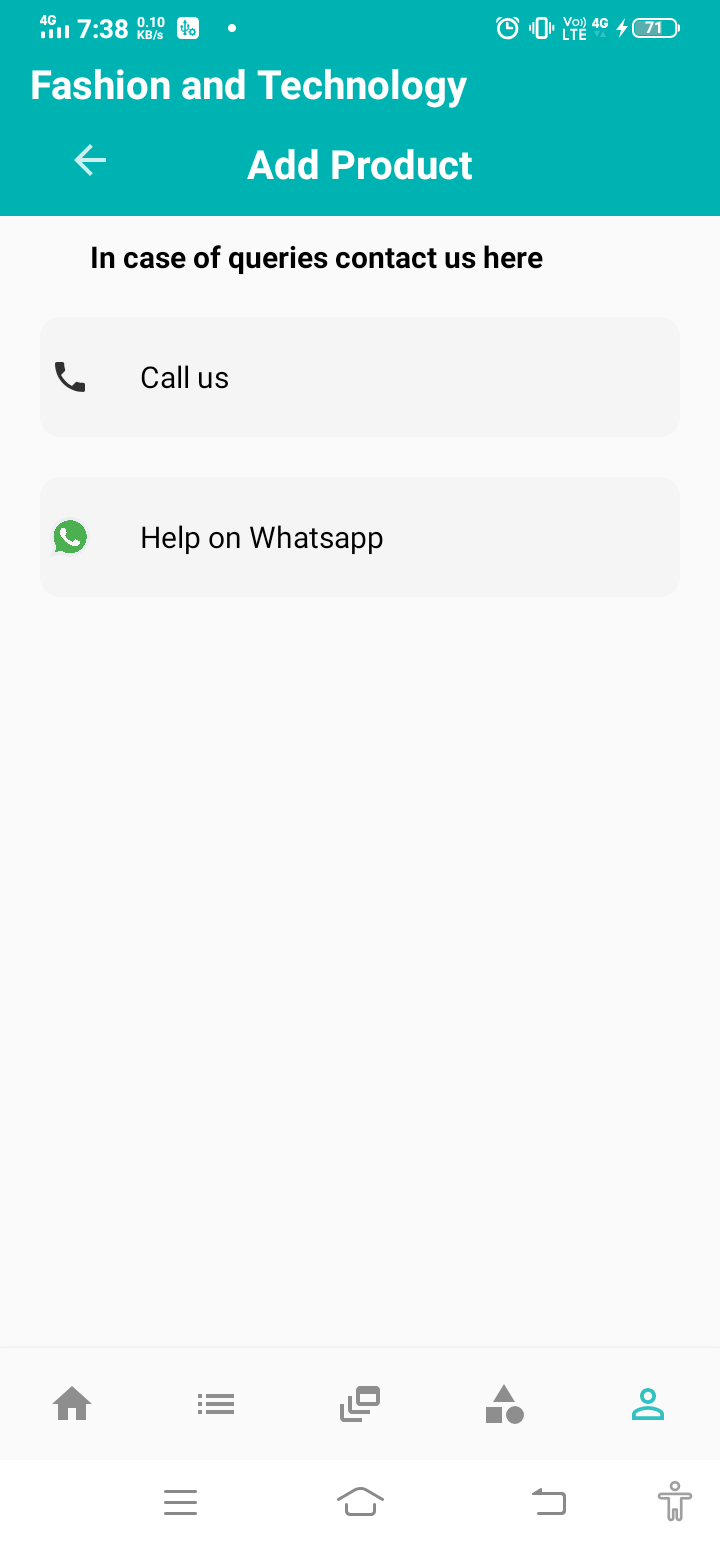 4G 7:38 0.10 KB/s Vo)) LTE 4G 71
Fashion and Technology
Add Product
In case of queries contact us here
Call us
Help on Whatsapp